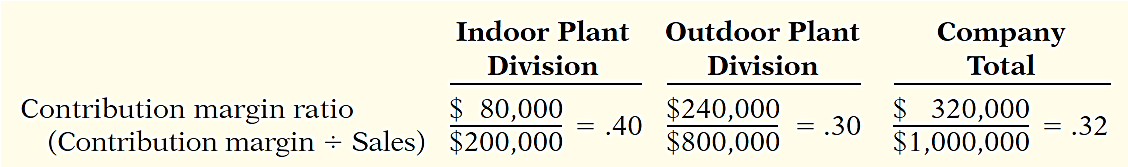 Indoor Plant Outdoor Plant Company
Division Division Total
Contribution margin ratio $ 80,000 = .40 $240,000 = .30 $ 320,000 = .32
(Contribution margin ÷ Sales) $200,000 $800,000 $1,000,000